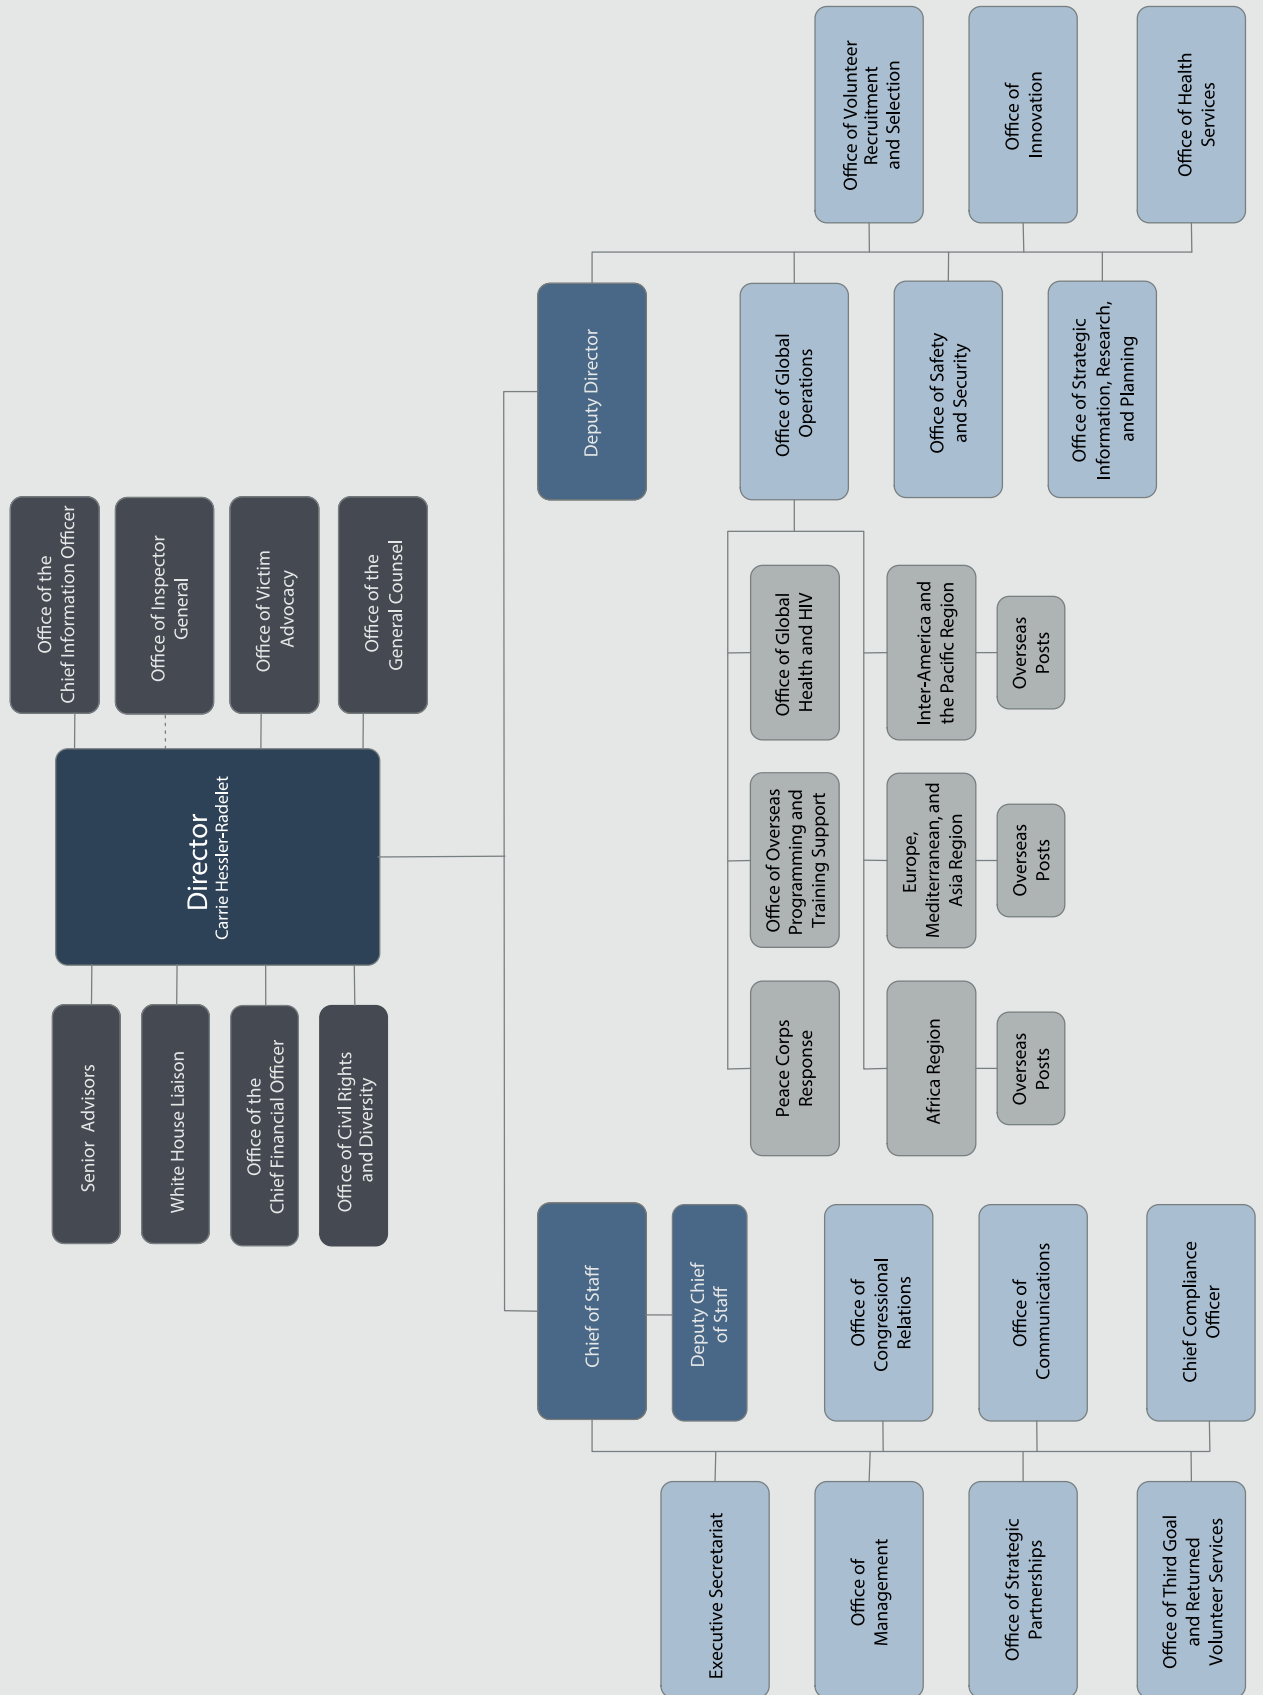 Senior Advisors
White House Liaison
Office of the
Chief Financial Officer
Office of Civil Rights
and Diversity
Director
Carrie Hessler-Radelet
Office of the
Chief Information Officer
Office of Inspector
General
Office of Victim
Advocacy
Office of the
General Counsel
Chief of Staff
Deputy Chief
of Staff
Executive Secretariat
Office of
Management
Office of Strategic
Partnerships
Office of Third Goal
and Returned
Volunteer Services
Office of
Congressional
Relations
Office of
Communications
Chief Compliance
Officer
Deputy Director
Office of Global
Operations
Office of Safety
and Security
Office of Strategic
Information, Research,
and Planning
Office of Volunteer
Recruitment
and Selection
Office of
Innovation
Office of Health
Services
Peace Corps
Response
Office of Overseas
Programming and
Training Support
Office of Global
Health and HIV
Africa Region
Europe,
Mediterranean, and
Asia Region
Inter-America and
the Pacific Region
Overseas
Posts
Overseas
Posts
Overseas
Posts